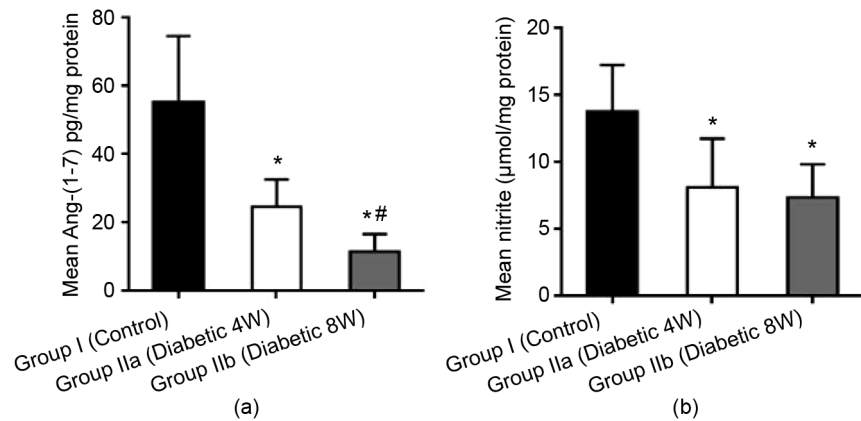 Mean Ang-(1-7) pg/mg protein
80
60
40
20
0
*
*#
Group I (Control)
Group IIa (Diabetic 4W)
Group IIb (Diabetic 8W)
(a)
Mean nitrite (μmol/mg protein)
20
15
10
5
0
*
*
Group I (Control)
Group IIa (Diabetic 4W)
Group IIb (Diabetic 8W)
(b)